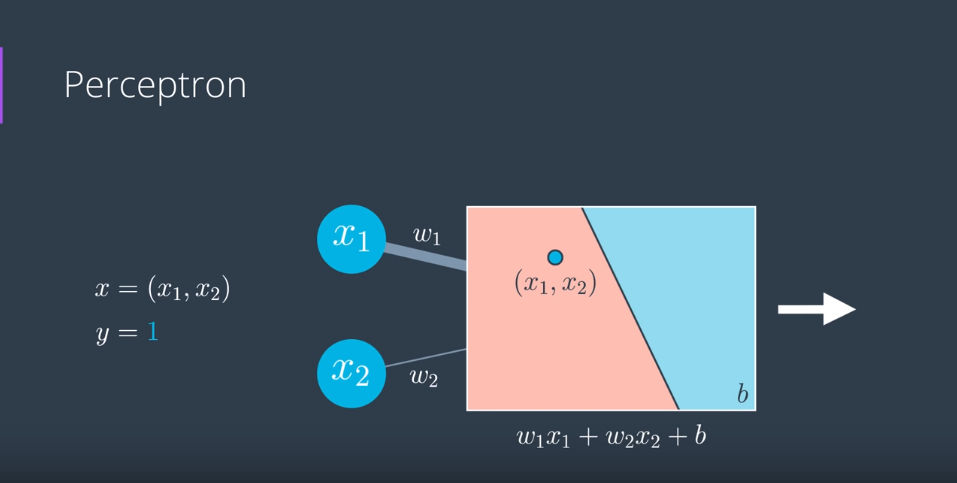 Perceptron
x₁
w₁
x = (x₁, x₂)
y = 1
(x₁, x₂)
x₂
w₂
b
w₁x₁ + w₂x₂ + b